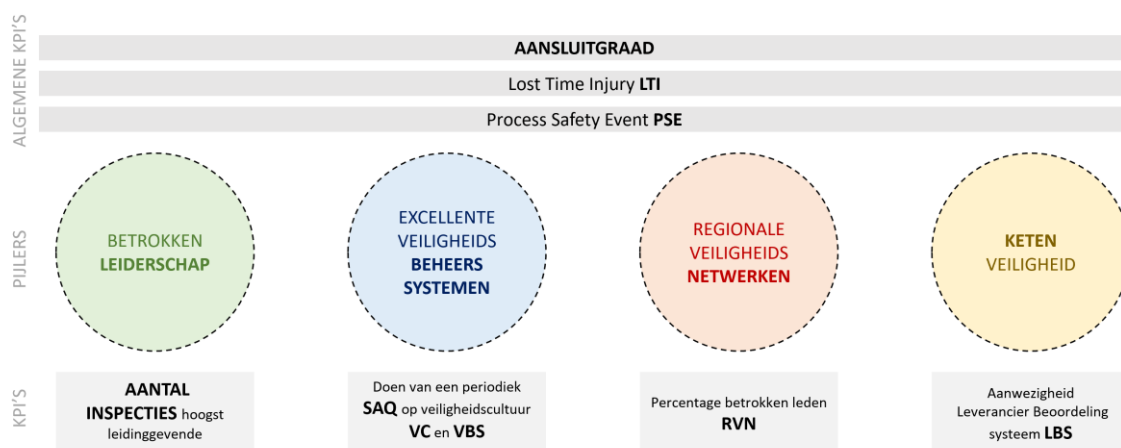 ALGEMENE KPI'S
AANSLUITGRAAD
Lost Time Injury LTI
Process Safety Event PSE
PIJLERS
BETROKKEN
LEIDERSCHAP
EXCELLENTE
VEILIGHEIDS
BEHEERS
SYSTEMEN
REGIONALE
VEILIGHEIDS
NETWERKEN
KETEN
VEILIGHEID
KPI'S
AANTAL
INSPECTIES hoogst
leidinggevende
Doen van een periodiek
SAQ op veiligheidscultuur
VC en VBS
Percentage betrokken leden
RVN
Aanwezigheid
Leverancier Beoordeling
systeem LBS